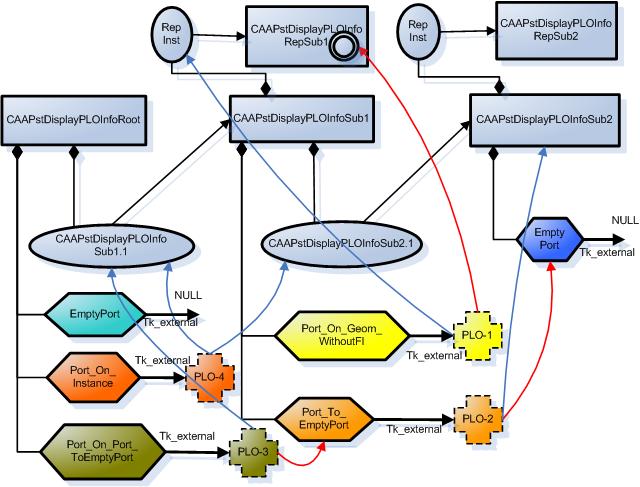 Rep
Inst
CAAPstDisplayPLOInfo
RepSub1
Rep
Inst
CAAPstDisplayPLOInfo
RepSub2
CAAPstDisplayPLOInfoRoot
CAAPstDisplayPLOInfoSub1
CAAPstDisplayPLOInfoSub2
CAAPstDisplayPLOInfo
Sub1.1
CAAPstDisplayPLOInfoSub2.1
Empty
Port
NULL
Tk_external
EmptyPort
NULL
Tk_external
Port_On_Geom_
WithoutFI
Tk_external
PLO-1
Port_On_
Instance
Tk_external
PLO-4
Port_To_
EmptyPort
Tk_external
PLO-2
Port_On_Port_
ToEmptyPort
Tk_external
PLO-3